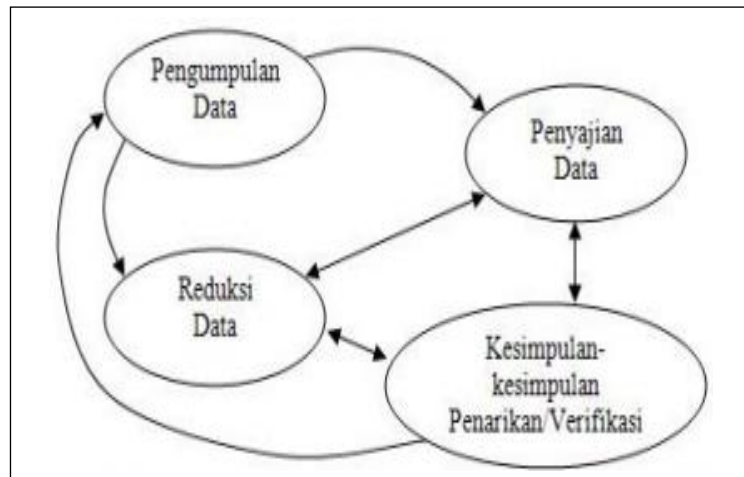 Pengumpulan
Data
Penyajian
Data
Reduksi
Data
Kesimpulan-
kesimpulan
Penarikan/Verifikasi